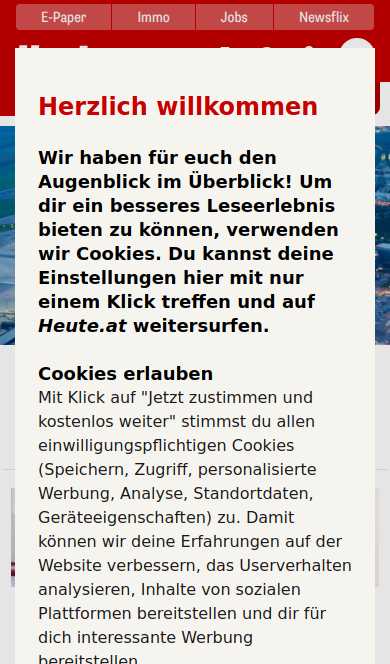 E-Paper Immo Jobs Newsflix
Herzlich willkommen
Wir haben für euch den
Augenblick im Überblick! Um
dir ein besseres Leseerlebnis
bieten zu können, verwenden
wir Cookies. Du kannst deine
Einstellungen hier mit nur
einem Klick treffen und auf
Heute.at weitersurfen.
Cookies erlauben
Mit Klick auf "Jetzt zustimmen und
kostenlos weiter" stimmst du allen
einwilligungspflichtigen Cookies
(Speichern, Zugriff, personalisierte
Werbung, Analyse, Standortdaten,
Geräteeigenschaften) zu. Damit
können wir deine Erfahrungen auf der
Website verbessern, das Userverhalten
analysieren, Inhalte von sozialen
Plattformen bereitstellen und dir für
dich interessante Werbung
bereitstellen.